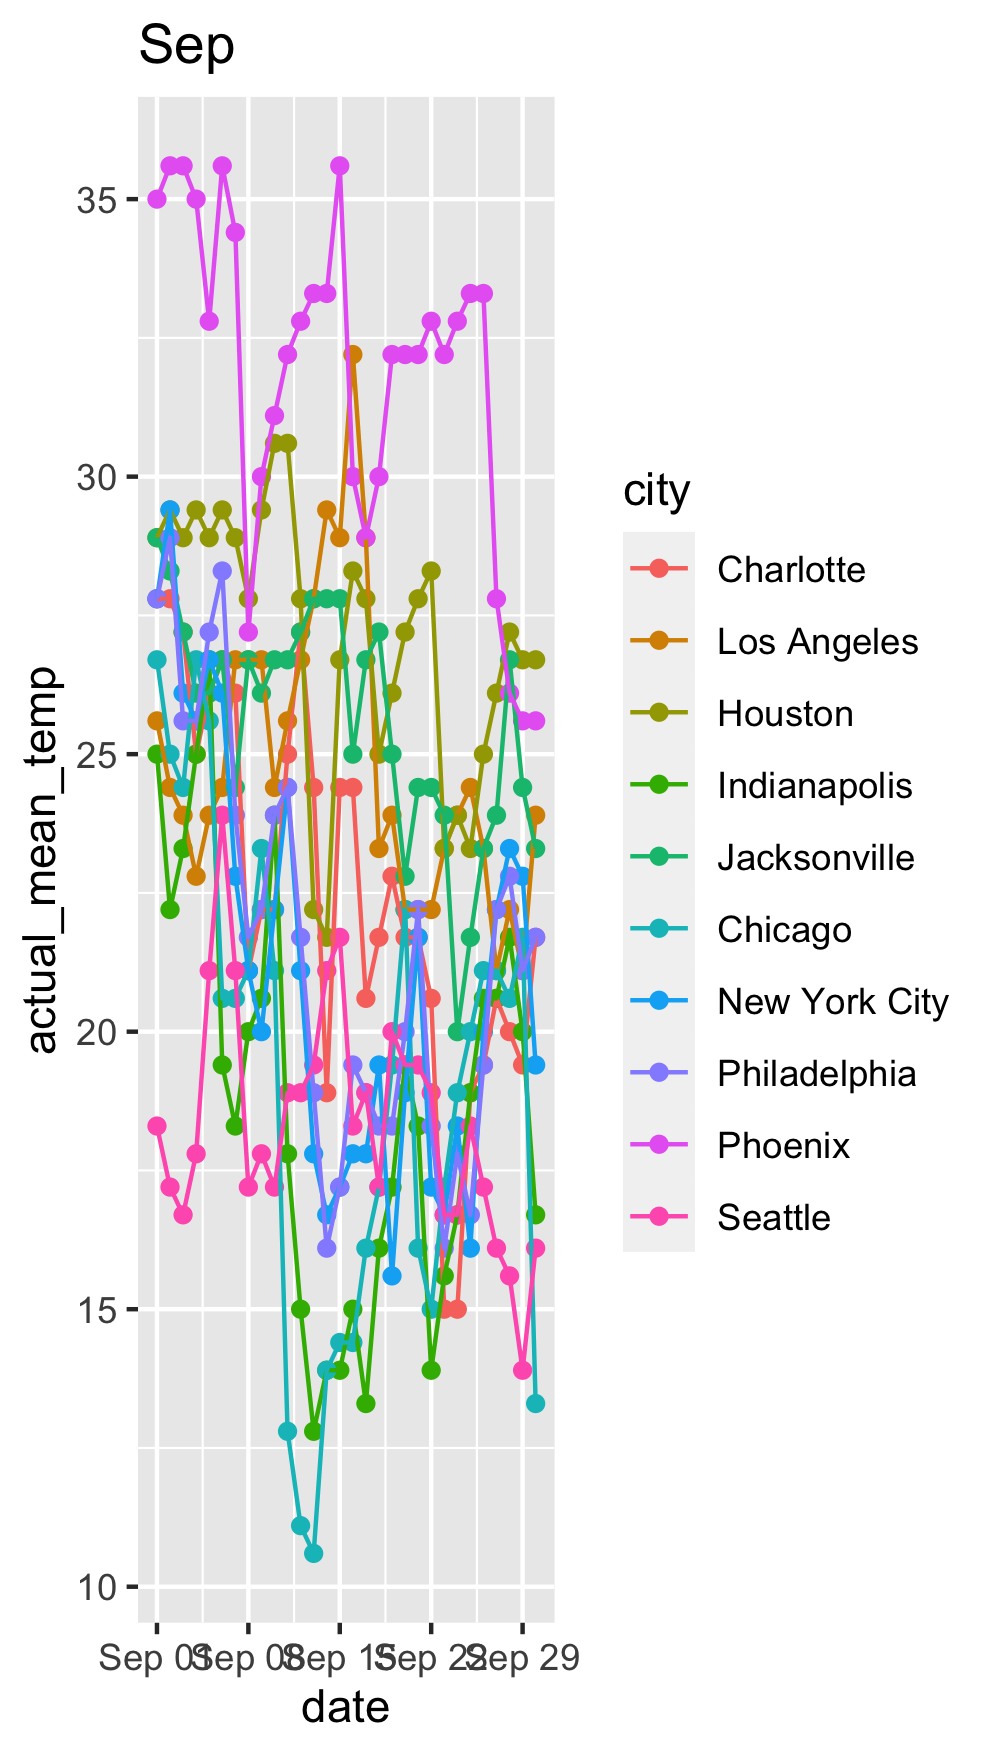 Sep
35
30
25
20
15
10
actual_mean_temp
Sep 01 Sep 08 Sep 15 Sep 22 Sep 29
date
city
Charlotte
Los Angeles
Houston
Indianapolis
Jacksonville
Chicago
New York City
Philadelphia
Phoenix
Seattle